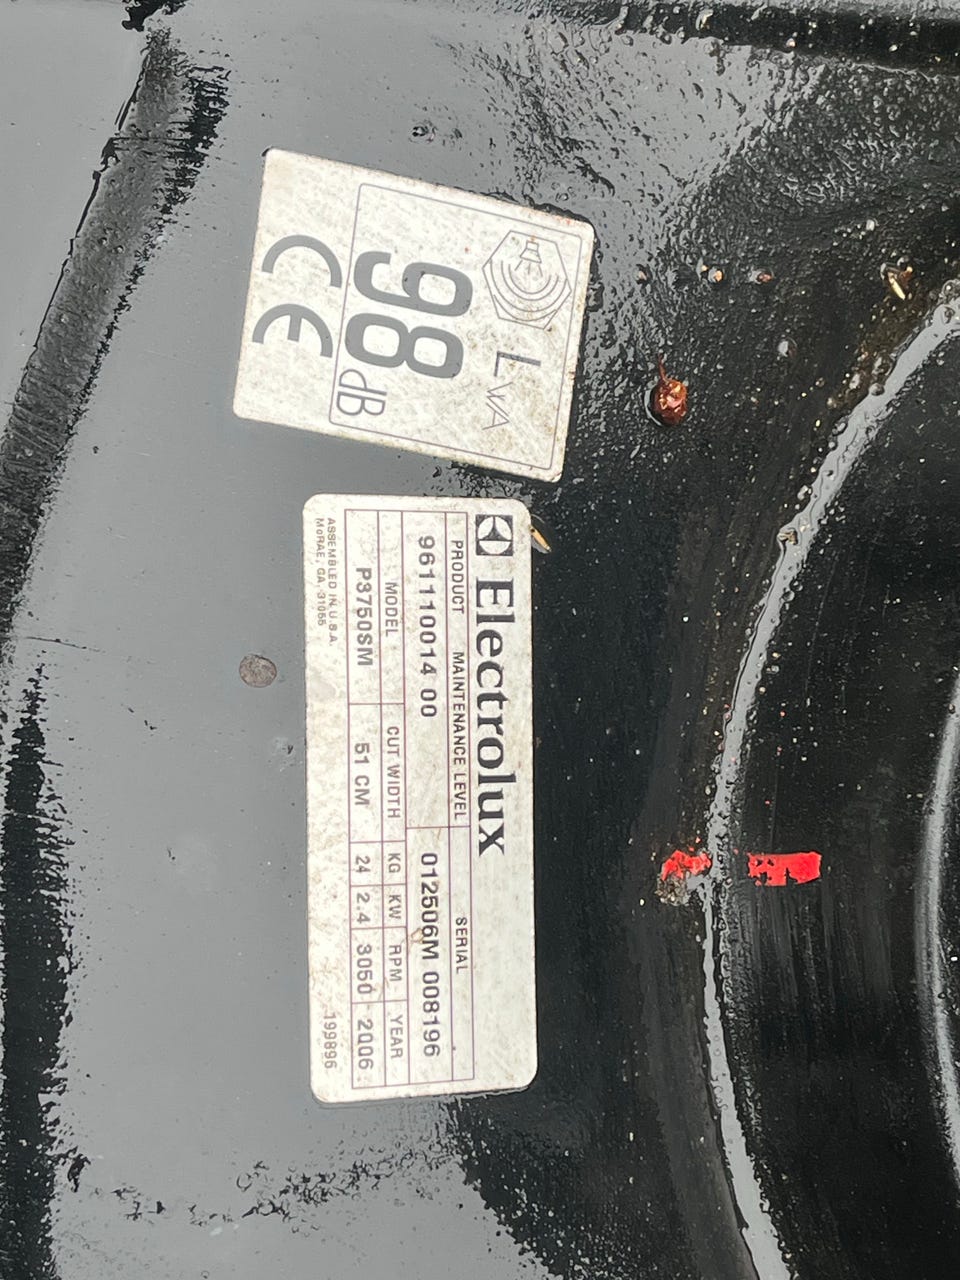 LWA
98 dB
CE
Electrolux
PRODUCT MAINTENANCE LEVEL SERIAL
961110014 00 012506M 008196
MODEL CUT WIDTH KG KW RPM YEAR
P3750SM 51 CM 24 2.4 3050 2006
ASSEMBLED IN U.S.A. 199896
McRAE, GA. 31055